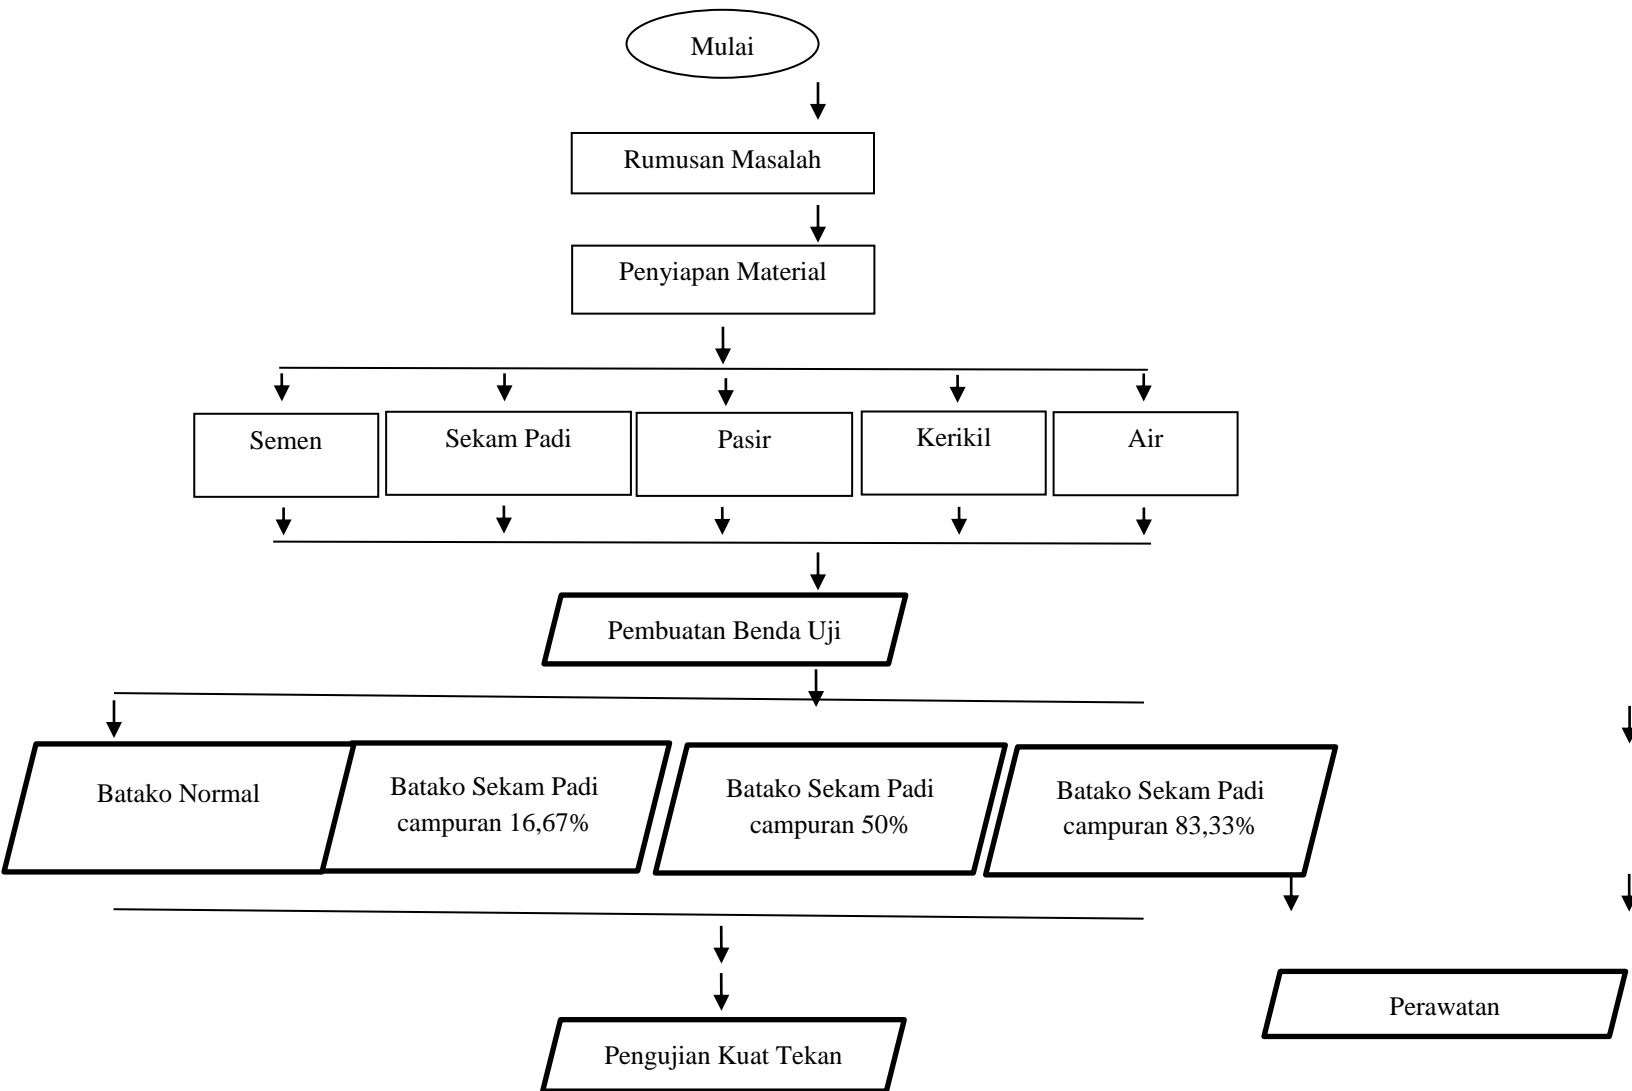 Mulai
Rumusan Masalah
Penyiapan Material
Semen
Sekam Padi
Pasir
Kerikil
Air
Pembuatan Benda Uji
Batako Normal
Batako Sekam Padi
campuran 16,67%
Batako Sekam Padi
campuran 50%
Batako Sekam Padi
campuran 83,33%
Perawatan
Pengujian Kuat Tekan